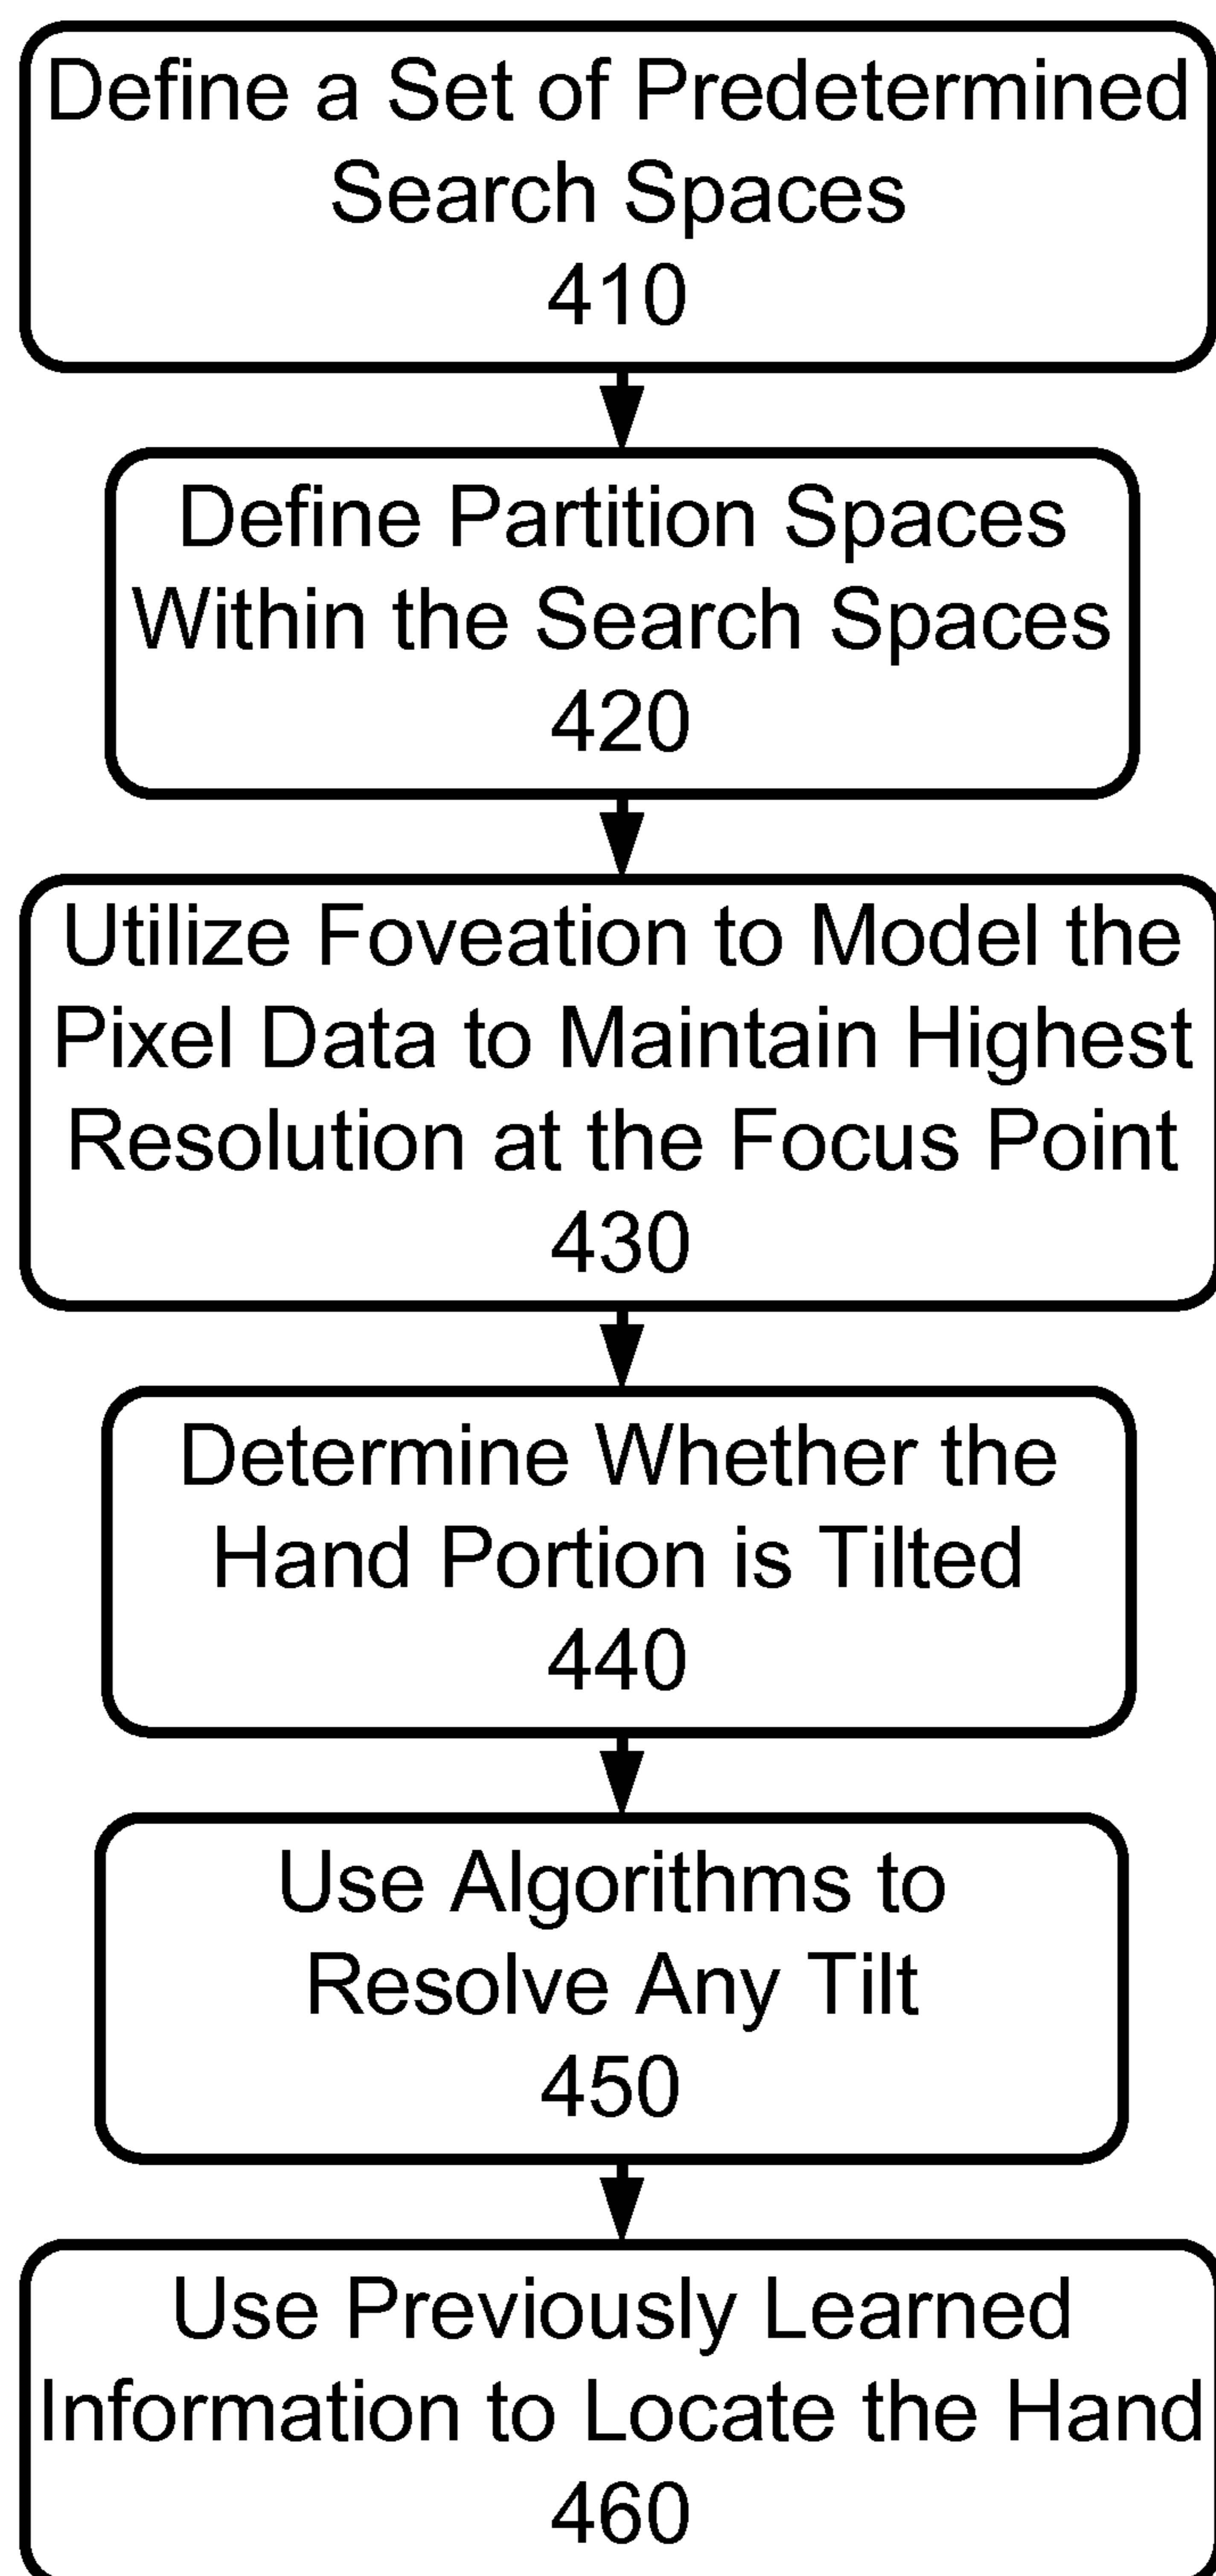 Define a Set of Predetermined
Search Spaces
410
Define Partition Spaces
Within the Search Spaces
420
Utilize Foveation to Model the
Pixel Data to Maintain Highest
Resolution at the Focus Point
430
Determine Whether the
Hand Portion is Tilted
440
Use Algorithms to
Resolve Any Tilt
450
Use Previously Learned
Information to Locate the Hand
460